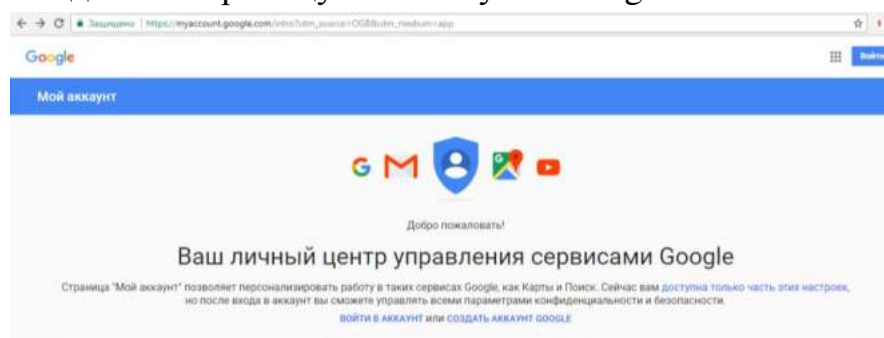 Защищено | https://myaccount.google.com/intro?utm_source=OGB&utm_medium=app
Google
Войти
Мой аккаунт
Добро пожаловать!
Ваш личный центр управления сервисами Google
Страница "Мой аккаунт" позволяет персонализировать работу в таких сервисах Google, как Карты и Поиск. Сейчас вам доступна только часть этих настроек,
но после входа в аккаунт вы сможете управлять всеми параметрами конфиденциальности и безопасности.
ВОЙТИ В АККАУНТ или СОЗДАТЬ АККАУНТ GOOGLE